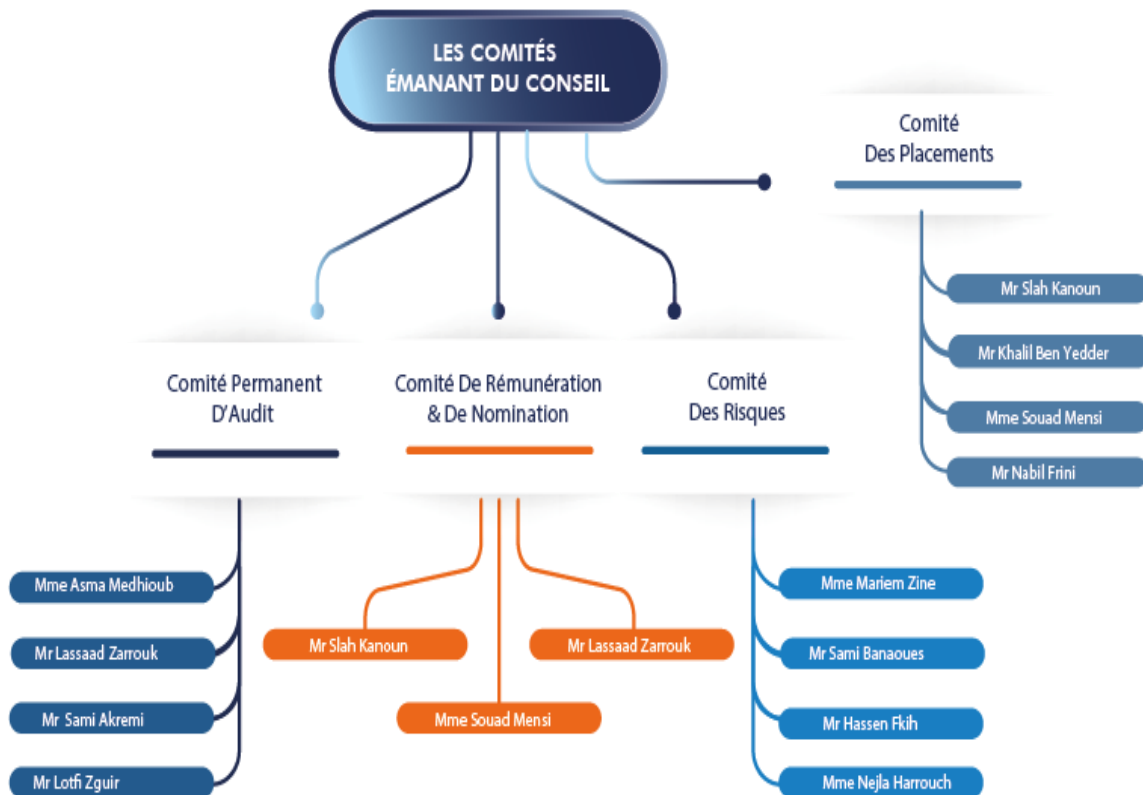 LES COMITÉS
ÉMANANT DU CONSEIL
Comité
Des Placements
Mr Slah Kanoun
Mr Khalil Ben Yedder
Mme Souad Mensi
Mr Nabil Frini
Comité Permanent
D'Audit
Mme Asma Medhioub
Mr Lassaad Zarrouk
Mr Sami Akremi
Mr Lotfi Zguir
Comité De Rémunération
& De Nomination
Mr Slah Kanoun
Mr Lassaad Zarrouk
Mme Souad Mensi
Comité
Des Risques
Mme Mariem Zine
Mr Sami Banaoues
Mr Hassen Fkih
Mme Nejla Harrouch